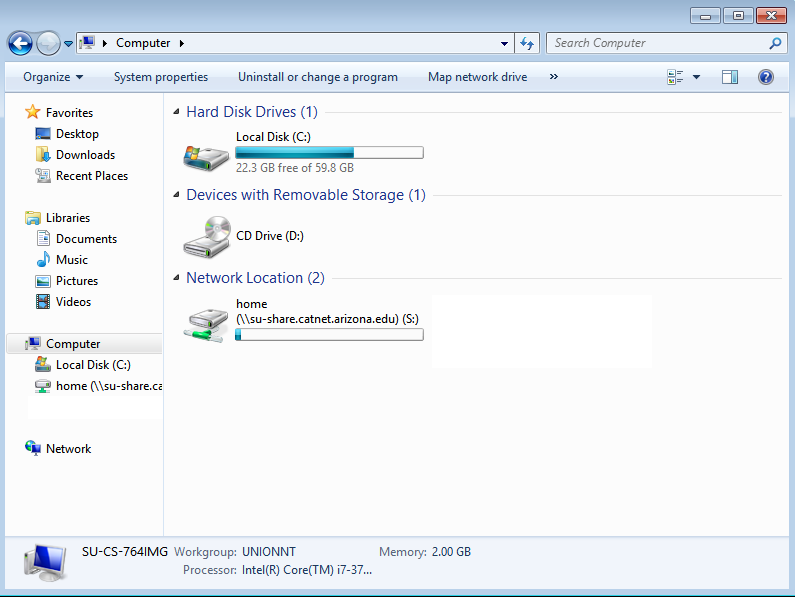 Computer
Search Computer
Organize System properties Uninstall or change a program Map network drive »
Favorites
Desktop
Downloads
Recent Places
Libraries
Documents
Music
Pictures
Videos
Computer
Local Disk (C:)
home (\\su-share.ca
Network
Hard Disk Drives (1)
Local Disk (C:)
22.3 GB free of 59.8 GB
Devices with Removable Storage (1)
CD Drive (D:)
Network Location (2)
home
(\\su-share.catnet.arizona.edu) (S:)
SU-CS-764IMG Workgroup: UNIONNT Memory: 2.00 GB
Processor: Intel(R) Core(TM) i7-37...